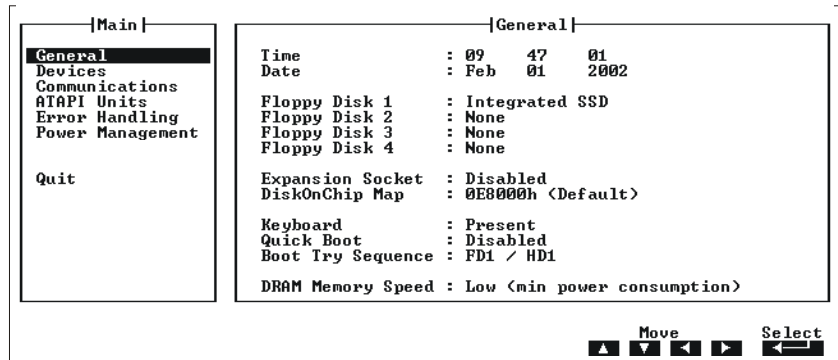 Main
General
Devices
Communications
ATAPI Units
Error Handling
Power Management
Quit
General
Time : 09 47 01
Date : Feb 01 2002
Floppy Disk 1 : Integrated SSD
Floppy Disk 2 : None
Floppy Disk 3 : None
Floppy Disk 4 : None
Expansion Socket : Disabled
DiskOnChip Map : 0E8000h (Default)
Keyboard : Present
Quick Boot : Disabled
Boot Try Sequence : FD1 / HD1
DRAM Memory Speed : Low (min power consumption)
Move
Select